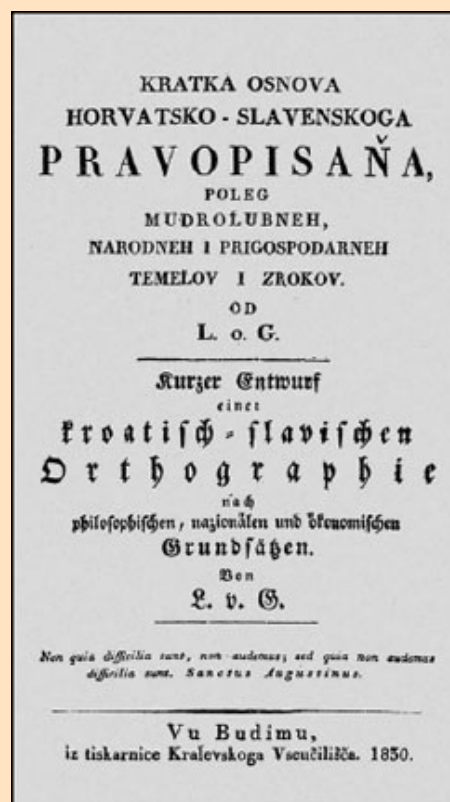 KRATKA OSNOVA
HORVATSKO - SLAVENSKOGA
PRAVOPISAÑA,
POLEG
MUDROLUBNEH,
NARODNEH I PRIGOSPODARNEH
TEMELOV I ZROKOV.
OD
L. o. G.
Kurzer Entwurf
einer
kroatisch - slavischen
Orthographie
nach
philosophischen, nazionälen und ökonomischen
Grundsätzen.
Von
L. v. G.
Non quia difficilia sunt, non audemus; sed quia non audemus
difficilia sunt. Sanctus Augustinus.
Vu Budimu,
iz tiskarnice Kralevskoga Vseučilišča. 1830.